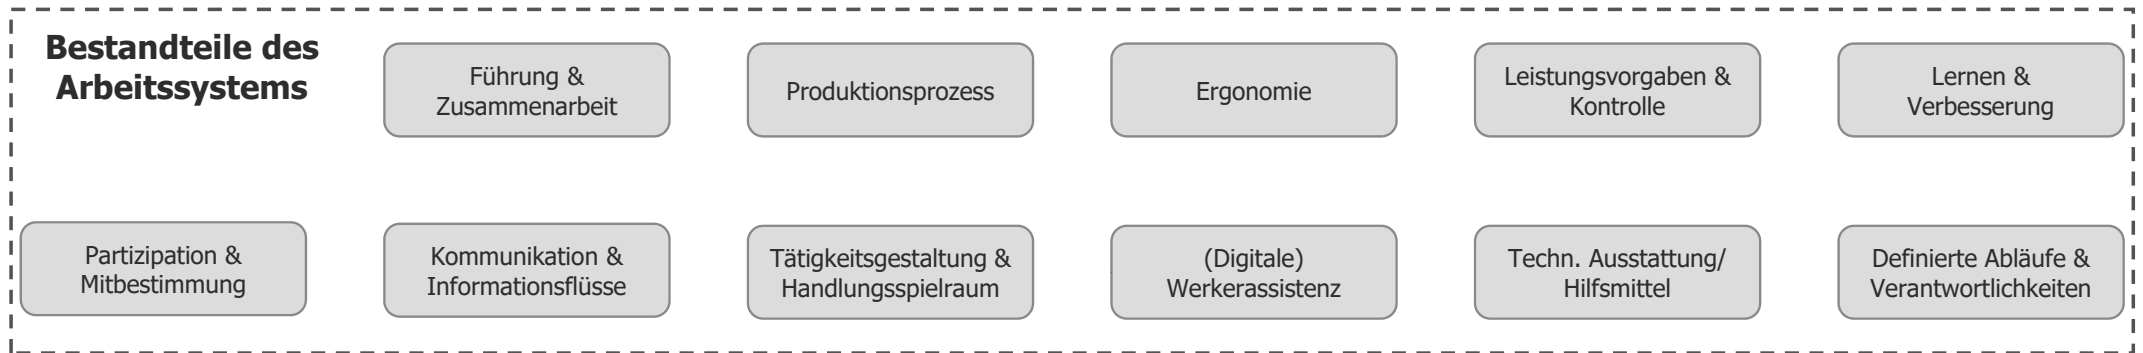 Bestandteile des
Arbeitssystems
Führung &
Zusammenarbeit
Produktionsprozess
Ergonomie
Leistungsvorgaben &
Kontrolle
Lernen &
Verbesserung
Partizipation &
Mitbestimmung
Kommunikation &
Informationsflüsse
Tätigkeitsgestaltung &
Handlungsspielraum
(Digitale)
Werkerassistenz
Techn. Ausstattung/
Hilfsmittel
Definierte Abläufe &
Verantwortlichkeiten